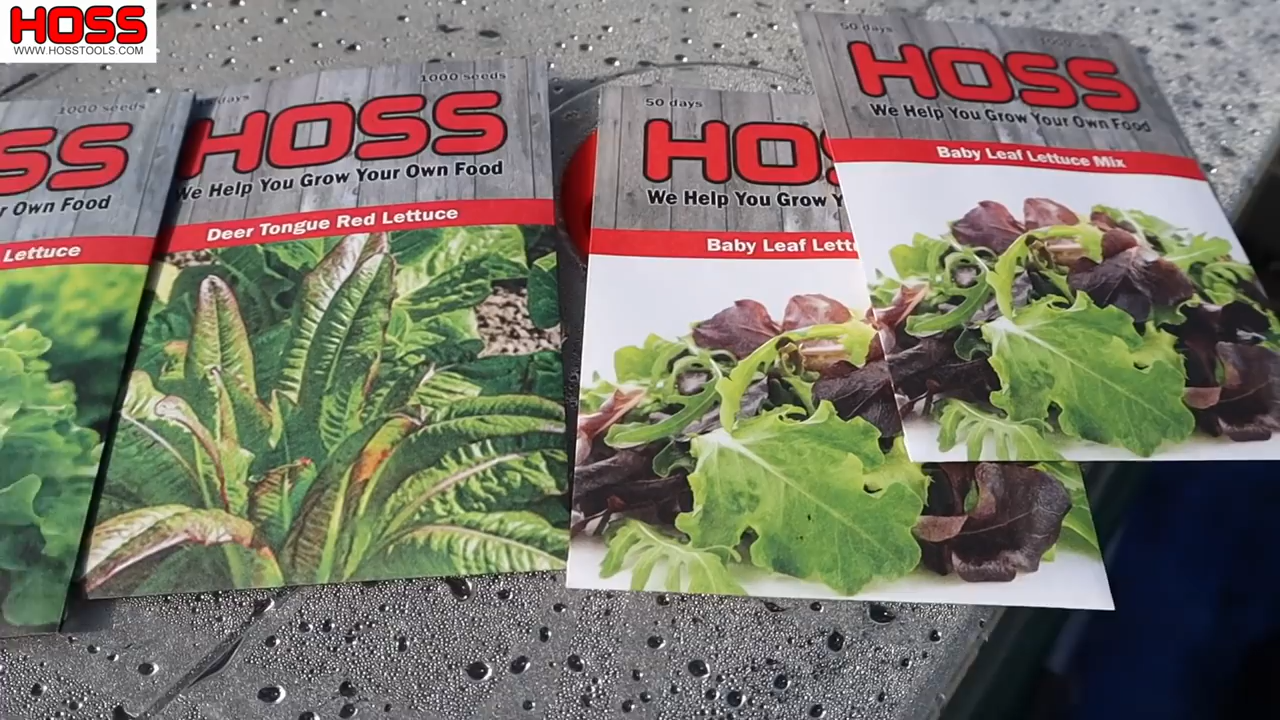 HOSS
WWW.HOSSTOOLS.COM
1000 seeds
SS
r Own Food
Lettuce
days
1000 seeds
HOSS
We Help You Grow Your Own Food
Deer Tongue Red Lettuce
50 days
HOS
We Help You Grow Y
Baby Leaf Lett
50 days
HOSS
We Help You Grow Your Own Food
Baby Leaf Lettuce Mix